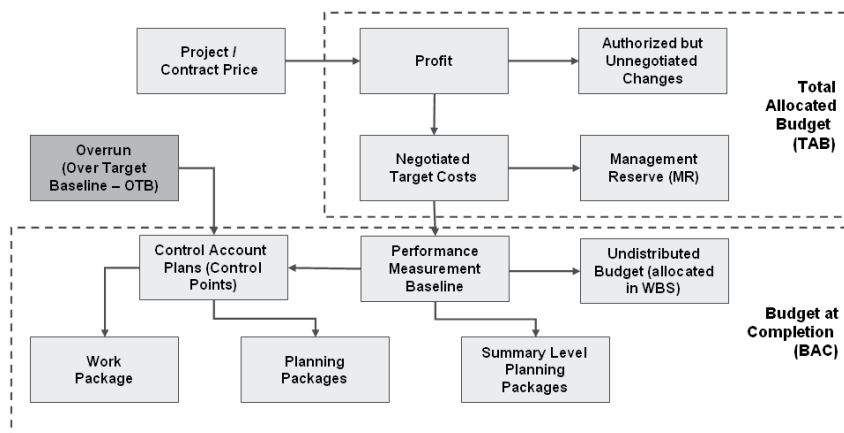 Project /
Contract Price
Profit
Authorized but
Unnegotiated
Changes
Total
Allocated
Budget
(TAB)
Overrun
(Over Target
Baseline – OTB)
Negotiated
Target Costs
Management
Reserve (MR)
Control Account
Plans (Control
Points)
Performance
Measurement
Baseline
Undistributed
Budget (allocated
in WBS)
Budget at
Completion
(BAC)
Work
Package
Planning
Packages
Summary Level
Planning
Packages